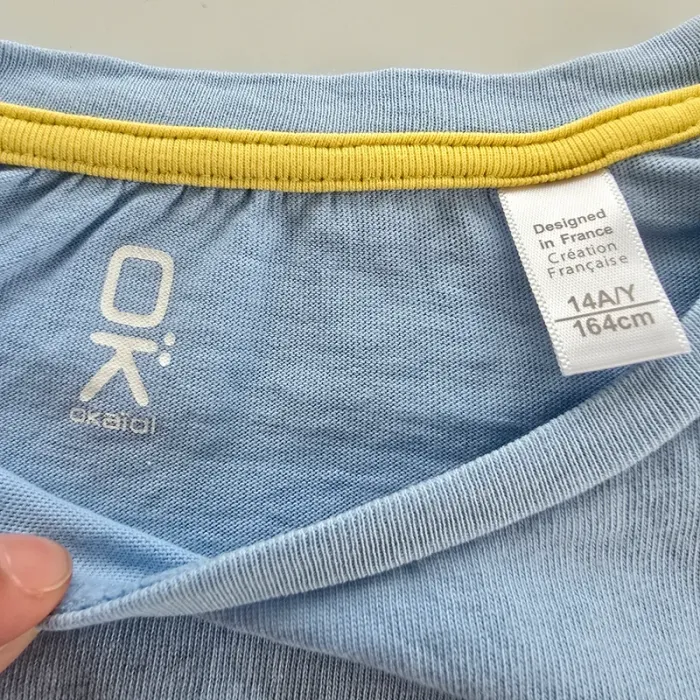 OK
okaïdi
Designed
in France
Création
Française
14A/Y
164cm